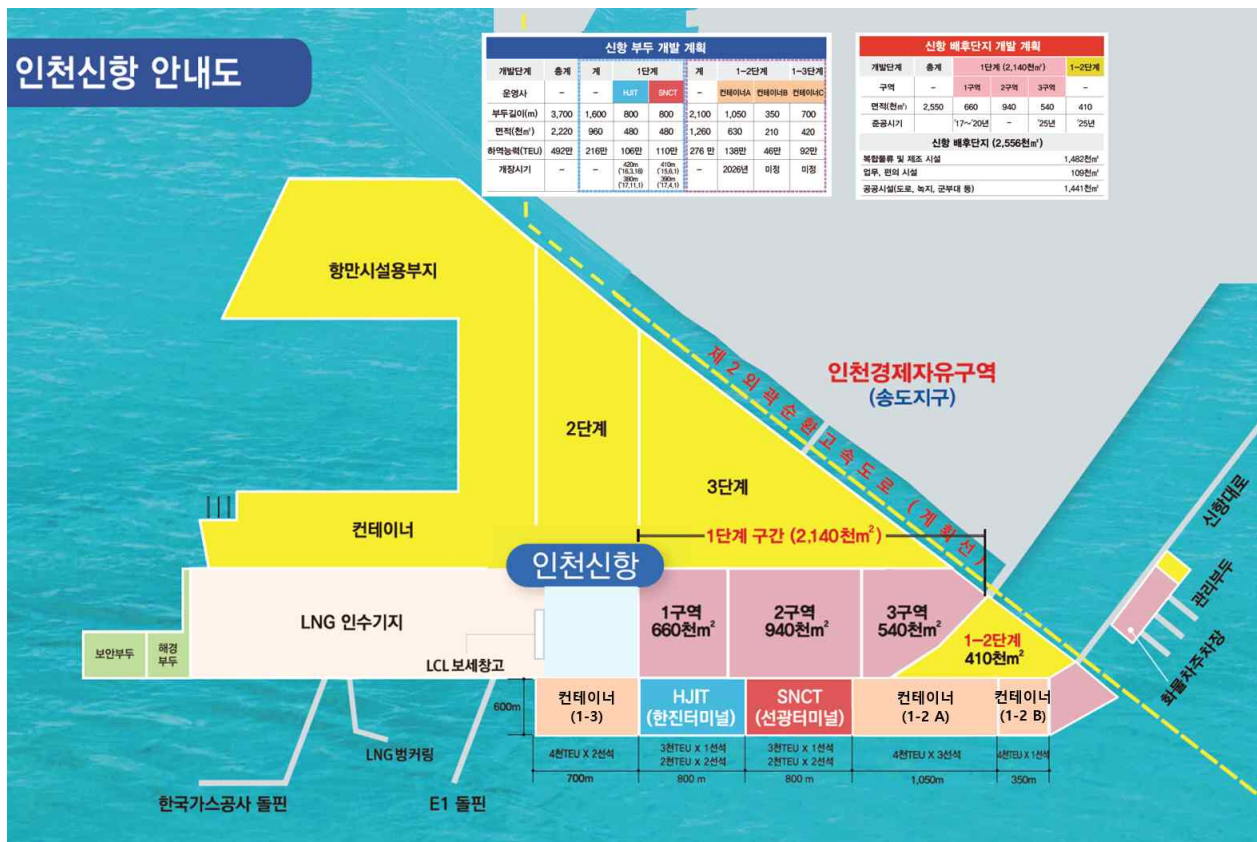 인천신항 안내도
신항 부두 개발 계획
개발단계 총계 계 1단계 계 1-2단계 1-3단계
운영사 - - HJIT SNCT - 컨테이너A 컨테이너B 컨테이너C
부두길이(m) 3,700 1,600 800 800 2,100 1,050 350 700
면적(천㎡) 2,220 960 480 480 1,260 630 210 420
하역능력(TEU) 492만 216만 106만 110만 276 만 138만 46만 92만
개장시기 - - 420m ('16.3.18) 380m ('17.11.1) 410m ('15.6.1) 390m ('17.4.1) - 2026년 미정 미정
신항 배후단지 개발 계획
개발단계 총계 1단계 (2,140천㎡) 1-2단계
구역 - 1구역 2구역 3구역 -
면적(천㎡) 2,550 660 940 540 410
준공시기 '17~'20년 - '25년 '25년
신항 배후단지 (2,556천㎡)
복합물류 및 제조 시설 1,482천㎡
업무, 편의 시설 109천㎡
공공시설(도로, 녹지, 군부대 등) 1,441천㎡
항만시설용부지
제2외곽순환고속도로 (계획선)
인천경제자유구역
(송도지구)
2단계
3단계
컨테이너
1단계 구간 (2,140천㎡)
신항대로
관리부두
화물차주차장
인천신항
LNG 인수기지
LCL 보세창고
1구역
660천㎡
2구역
940천㎡
3구역
540천㎡
1-2단계
410천㎡
보안부두
해경
부두
600m
컨테이너
(1-3)
HJIT
(한진터미널)
SNCT
(선광터미널)
컨테이너
(1-2 A)
컨테이너
(1-2 B)
4천TEU X 2선석
3천TEU X 1선석
2천TEU X 2선석
3천TEU X 1선석
2천TEU X 2선석
4천TEU X 3선석
4천TEU X 1선석
700m
800 m
800 m
1,050m
350m
LNG벙커링
한국가스공사 돌핀
E1 돌핀